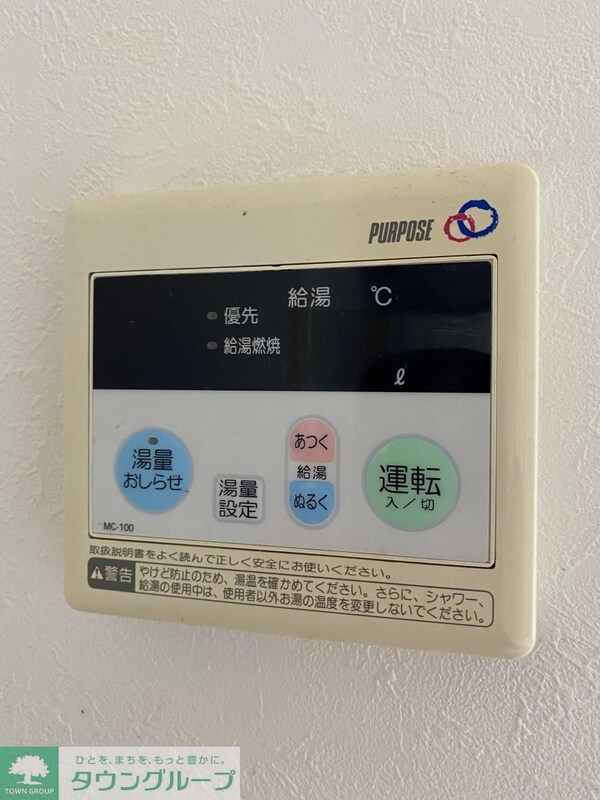 PURPOSE
給湯 ℃
優先
給湯燃焼
ℓ
湯量
おしらせ
湯量
設定
あつく
給湯
ぬるく
運転
入/切
MC-100
取扱説明書をよく読んで正しく安全にお使いください。
警告 やけど防止のため、湯温を確かめてください。さらに、シャワー、
給湯の使用中は、使用者以外お湯の温度を変更しないでください。
ひとを、まちを、もっと豊かに。
タウングループ
TOWN GROUP